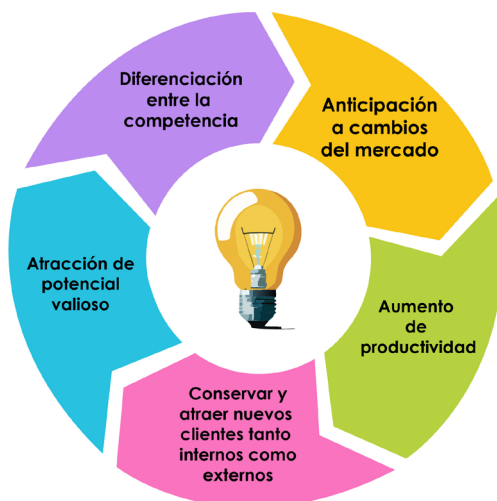 Diferenciación
entre la
competencia
Anticipación
a cambios
del mercado
Aumento
de
productividad
Conservar y
atraer nuevos
clientes tanto
internos como
externos
Atracción de
potencial
valioso